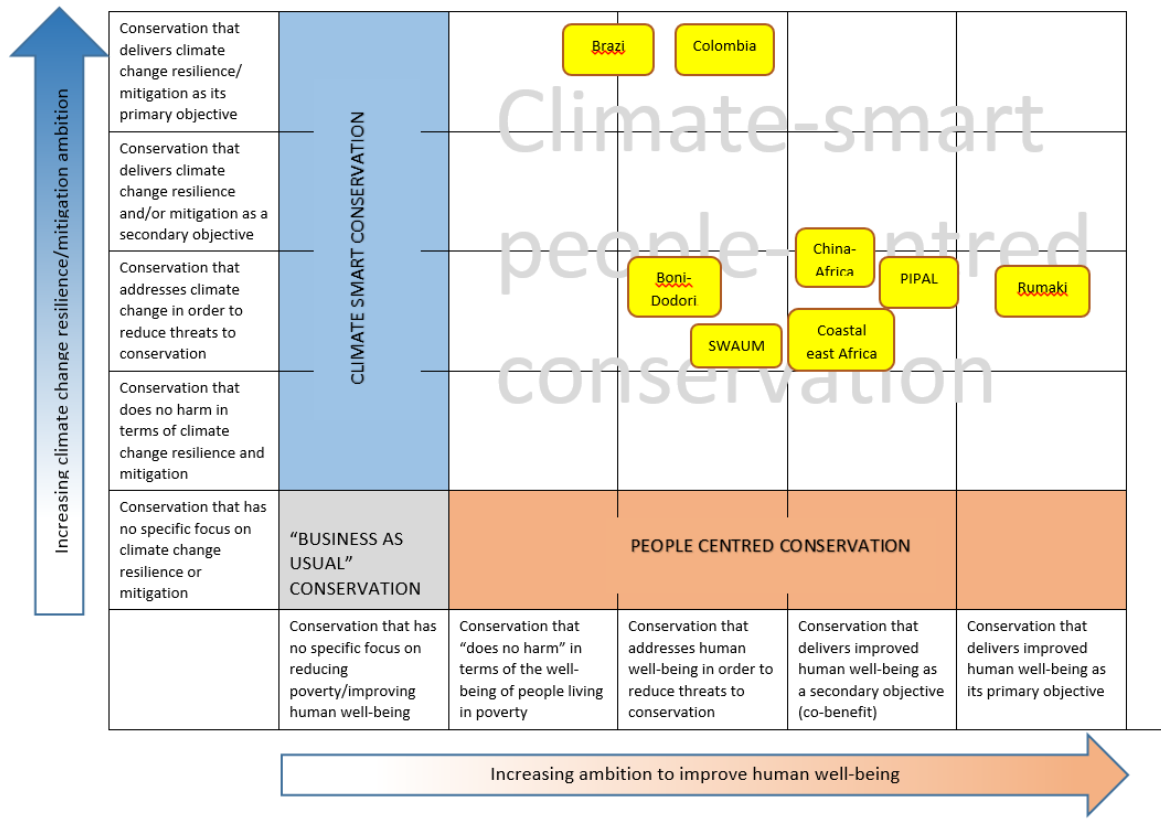 Increasing climate change resilience/mitigation ambition
Conservation that
delivers climate
change resilience/
mitigation as its
primary objective
Brazi
Colombia
Conservation that
delivers climate
change resilience
and/or mitigation as a
secondary objective
CLIMATE SMART CONSERVATION
Climate-smart
people-
ntred
conservation
Conservation that
addresses climate
change in order to
reduce threats to
conservation
Boni-
Dodori
China-
Africa
PIPAL
Rumaki
SWAUM
Coastal
east Africa
Conservation that
does no harm in
terms of climate
change resilience and
mitigation
Conservation that has
no specific focus on
climate change
resilience or
mitigation
“BUSINESS AS
USUAL”
CONSERVATION
PEOPLE CENTRED CONSERVATION
Conservation that has
no specific focus on
reducing
poverty/improving
human well-being
Conservation that
“does no harm” in
terms of the well-
being of people living
in poverty
Conservation that
addresses human
well-being in order to
reduce threats to
conservation
Conservation that
delivers improved
human well-being as
a secondary objective
(co-benefit)
Conservation that
delivers improved
human well-being as
its primary objective
Increasing ambition to improve human well-being